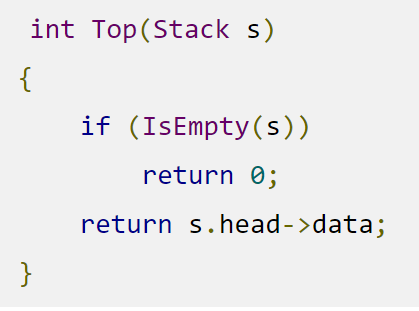 int Top(Stack s)
{
    if (IsEmpty(s))
        return 0;
    return s.head->data;
}